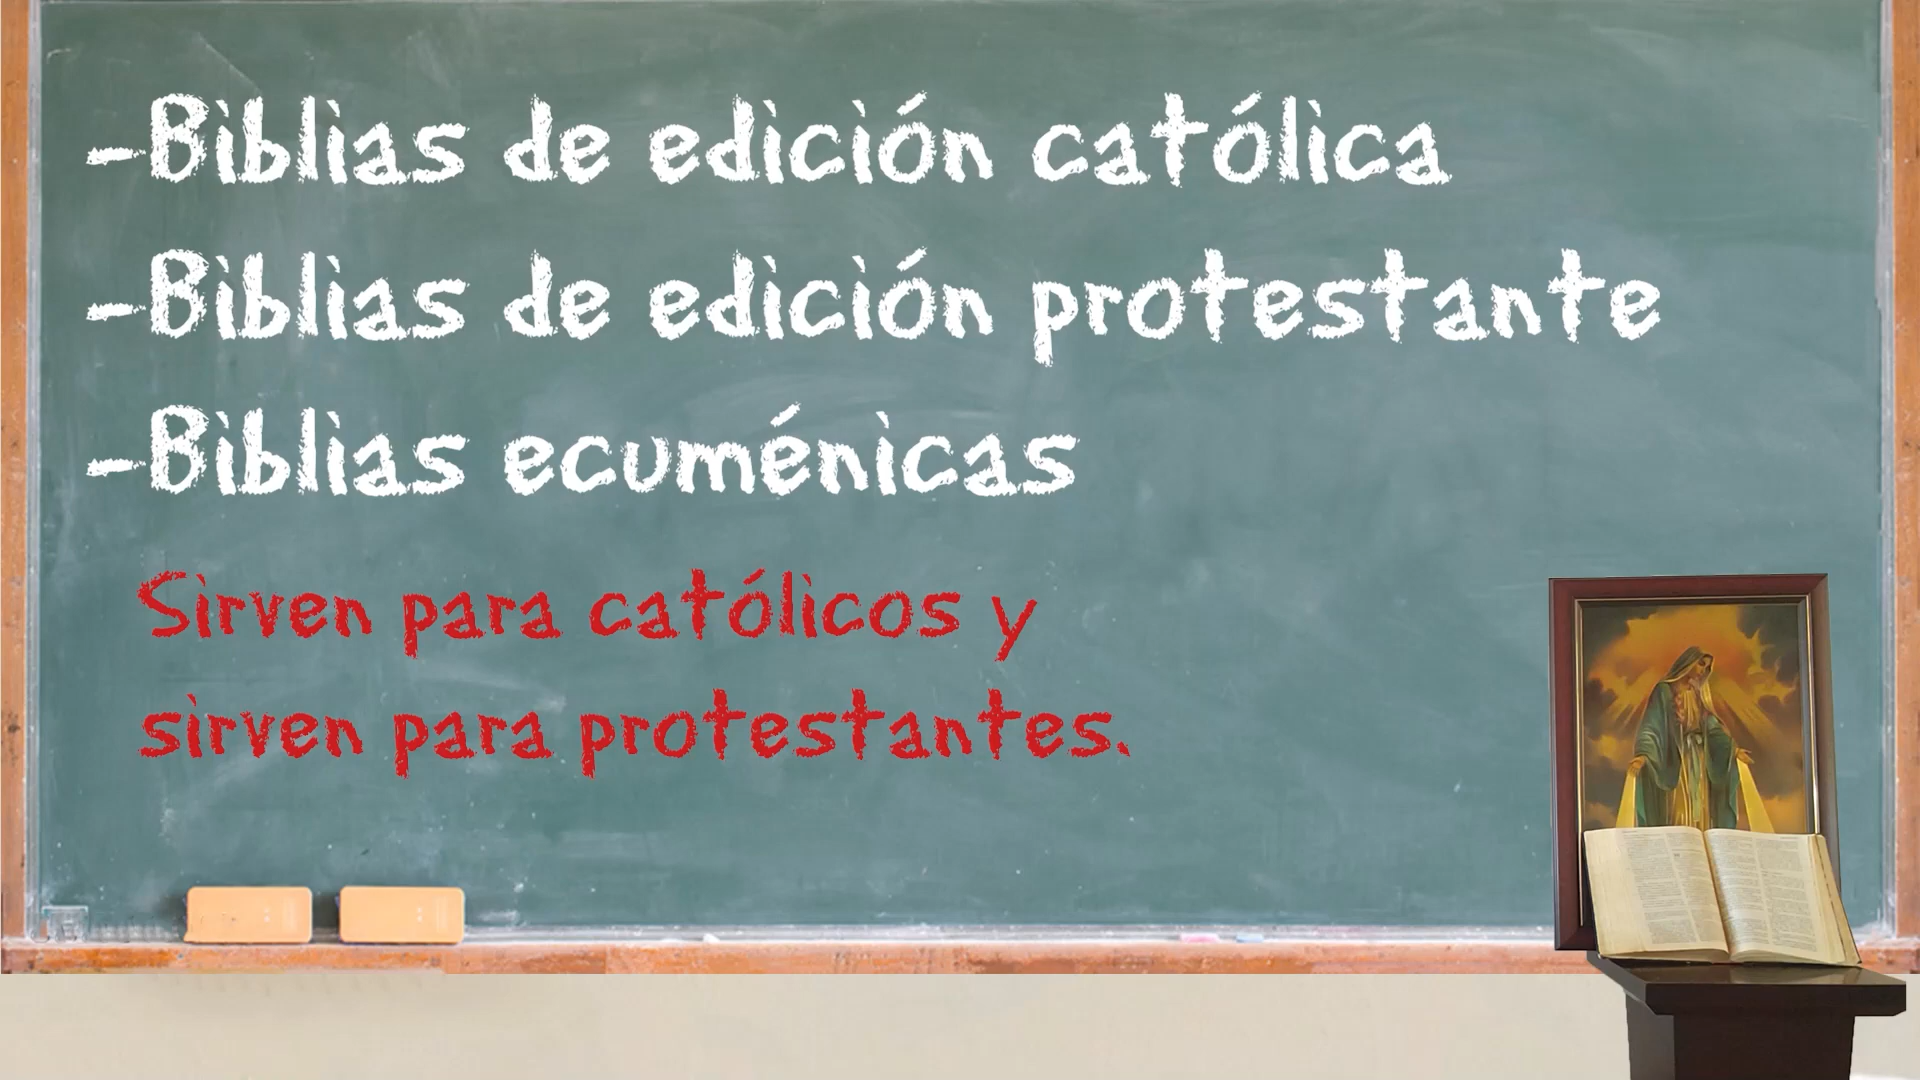 -Biblias de edición católica
-Biblias de edición protestante
-Biblias ecuménicas
Sirven para católicos y
sirven para protestantes.